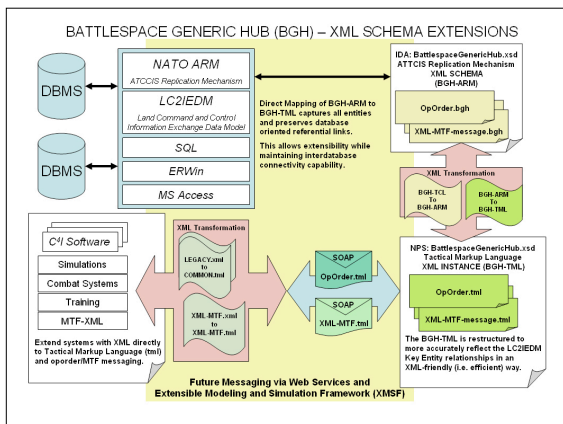 BATTLESPACE GENERIC HUB (BGH) – XML SCHEMA EXTENSIONS
DBMS
DBMS
NATO ARM
ATCCIS Replication Mechanism
LC2IEDM
Land Command and Control
Information Exchange Data Model
SQL
ERWin
MS Access
Direct Mapping of BGH-ARM to
BGH-TML captures all
entities and preserves database
oriented referential links.
This allows extensibility while
maintaining interdatabase
connectivity capability.
IDA: BattlespaceGenericHub.xsd
ATTCIS Replication Mechanism
XML SCHEMA
(BGH-ARM)
OpOrder.bgh
XML-MTF-message.bgh
XML Transformation
BGH-TCL
To
BGH-ARM
BGH-ARM
To
BGH-TML
C4I Software
Simulations
Combat Systems
Training
MTF-XML
Extend systems with XML directly
to Tactical Markup Language (tml)
and oporder/MTF messaging.
XML Transformation
LEGACY.xml
to
COMMON.tml
XML-MTF.xml
to
XML-MTF.tml
SOAP
OpOrder.tml
SOAP
XML-MTF.tml
NPS: BattlespaceGenericHub.xsd
Tactical Markup Language
XML INSTANCE (BGH-TML)
OpOrder.tml
XML-MTF-message.tml
The BGH-TML is restructured to
more accurately reflect the LC2IEDM
Key Entity relationships in an
XML-friendly (i.e. efficient) way.
Future Messaging via Web Services and
Extensible Modeling and Simulation Framework (XMSF)